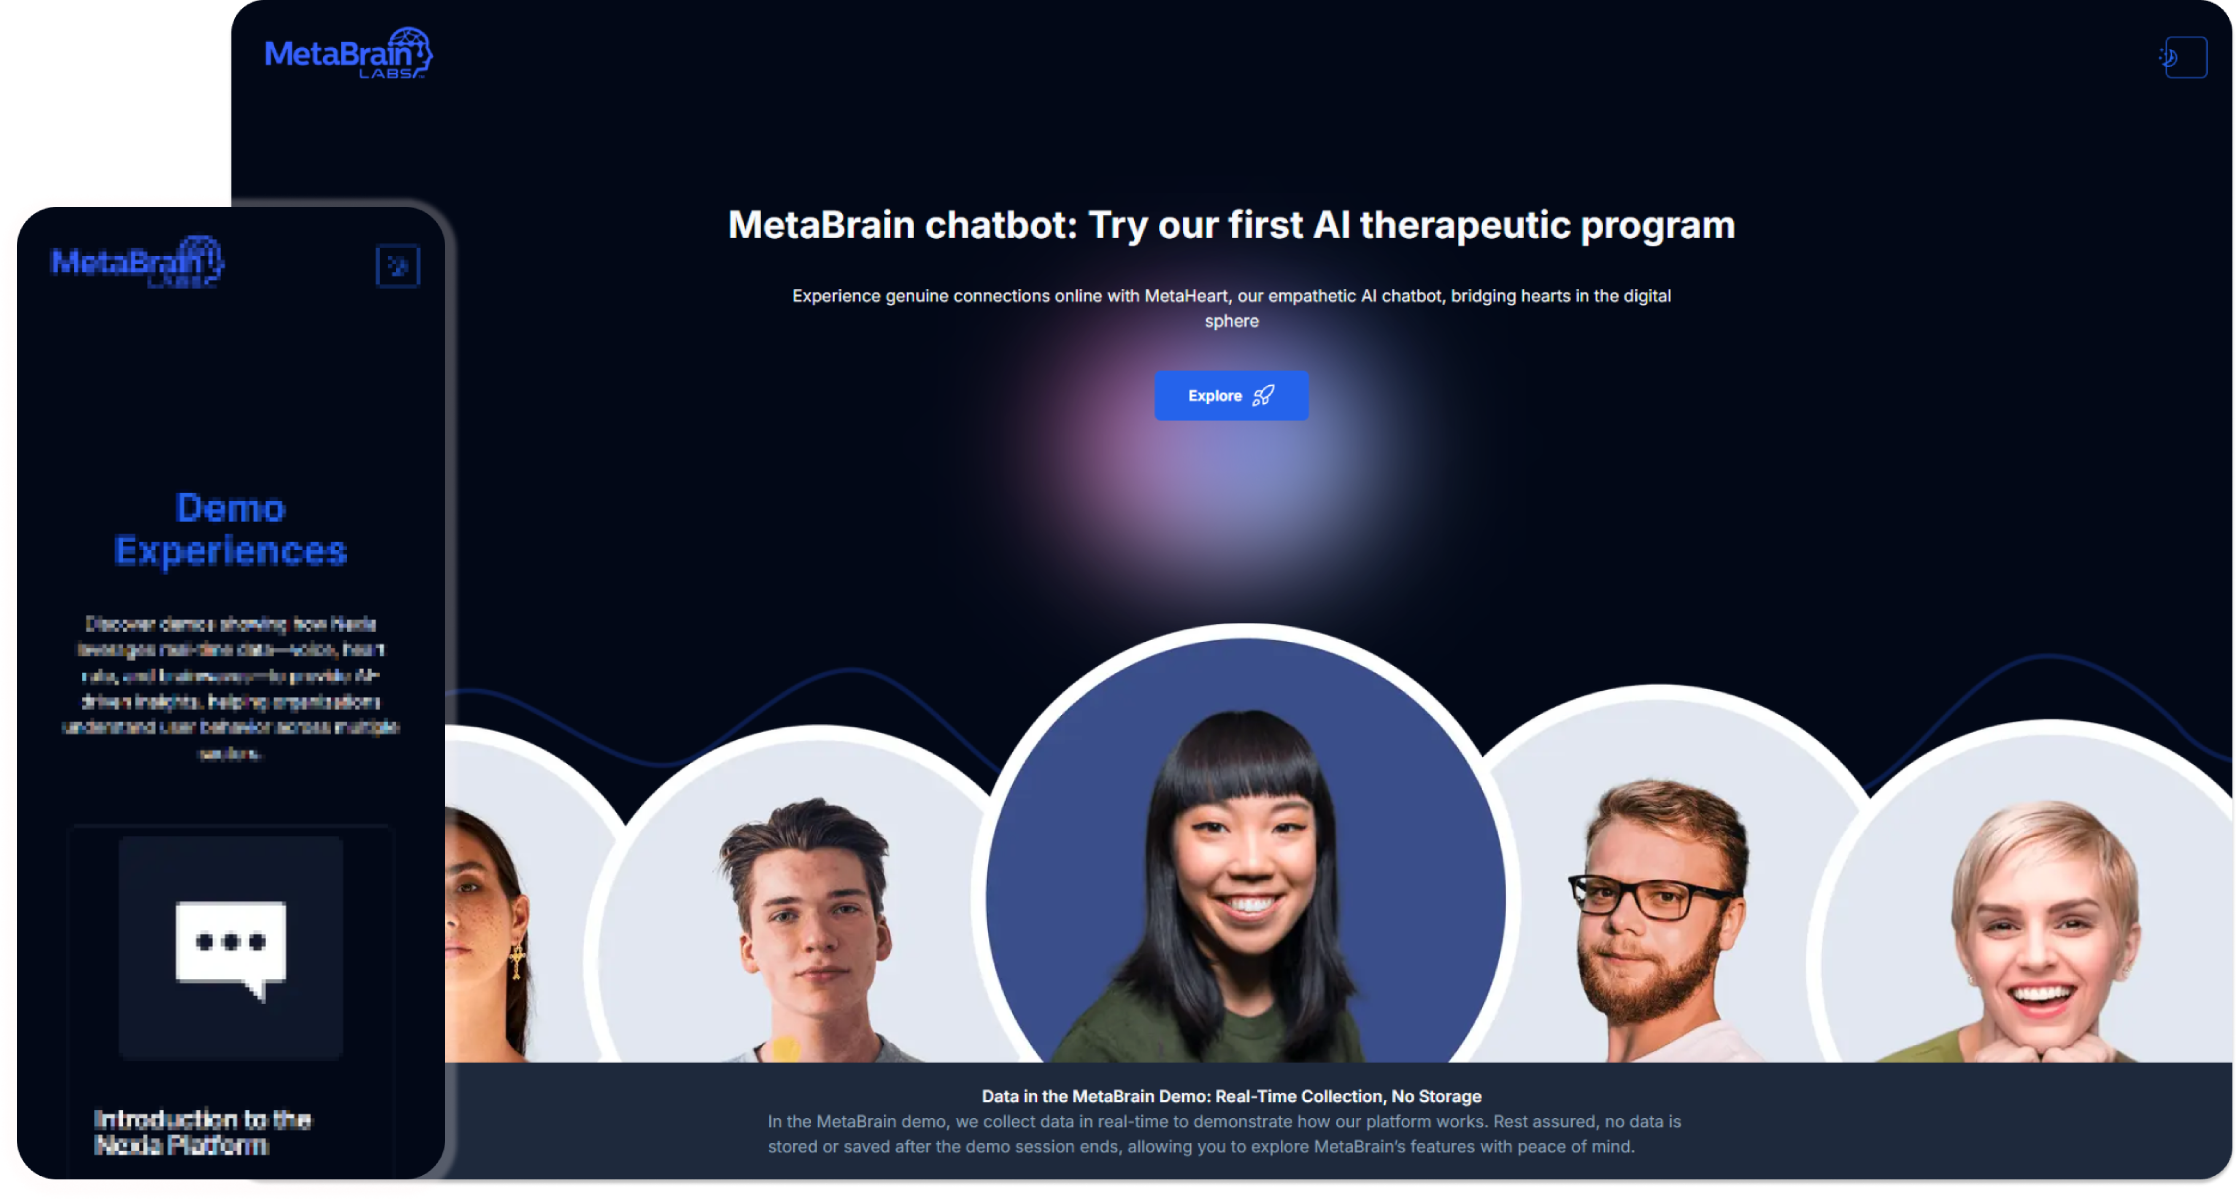 MetaBrain
LABS
MetaBrain chatbot: Try our first AI therapeutic program
Experience genuine connections online with MetaHeart, our empathetic AI chatbot, bridging hearts in the digital
sphere
Explore
Data in the MetaBrain Demo: Real-Time Collection, No Storage
In the MetaBrain demo, we collect data in real-time to demonstrate how our platform works. Rest assured, no data is
stored or saved after the demo session ends, allowing you to explore MetaBrain’s features with peace of mind.
MetaBrain
LABS
Demo
Experiences
Discover demos showing how Nexia
leverages real-time data—voice, heart
rate, and brainwaves—to provide AI-
driven insights, helping organizations
understand user behavior across multiple
sectors.
Introduction to the
Nexia Platform